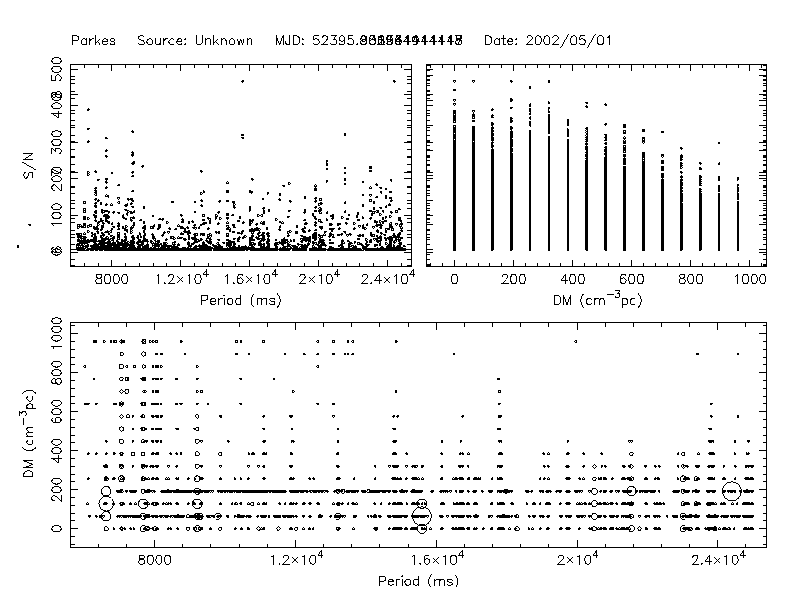 Parkes Source: Unknown MJD: Date: 2002/05/01
S/N
100 200 300 400 500
8000 1.2×10⁴ 1.6×10⁴ 2×10⁴ 2.4×10⁴
Period (ms)
0 200 400 600 800 1000
DM (cm⁻³pc)
DM (cm⁻³pc)
0 200 400 600 800 1000
8000 1.2×10⁴ 1.6×10⁴ 2×10⁴ 2.4×10⁴
Period (ms)